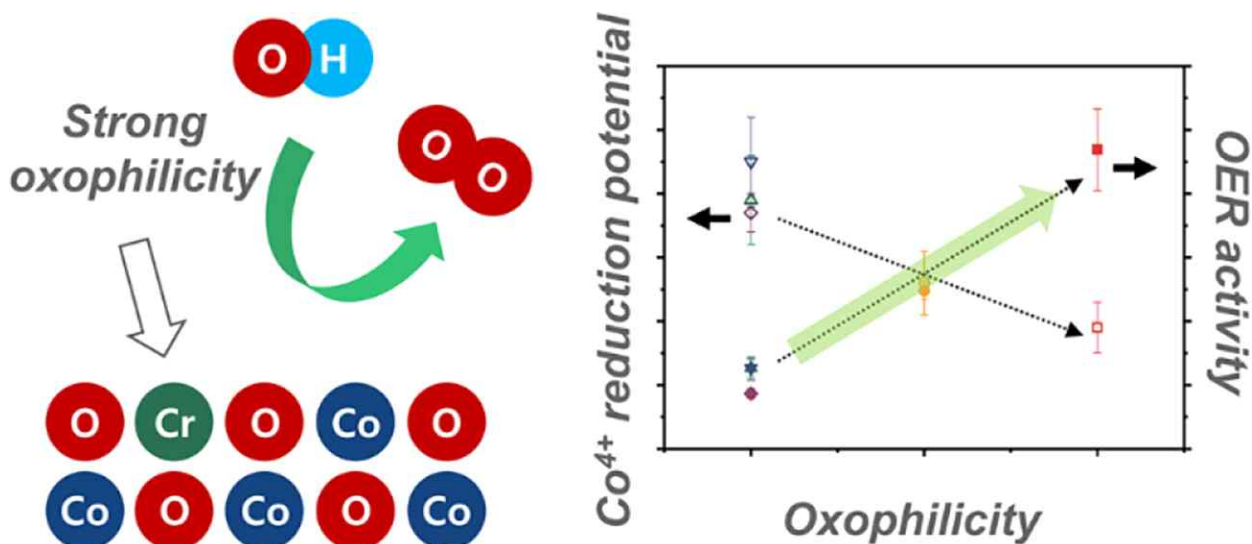 O H
Strong
oxophilicity
O
O
O Cr O Co O
Co O Co O Co
Co⁴⁺ reduction potential
OER activity
Oxophilicity